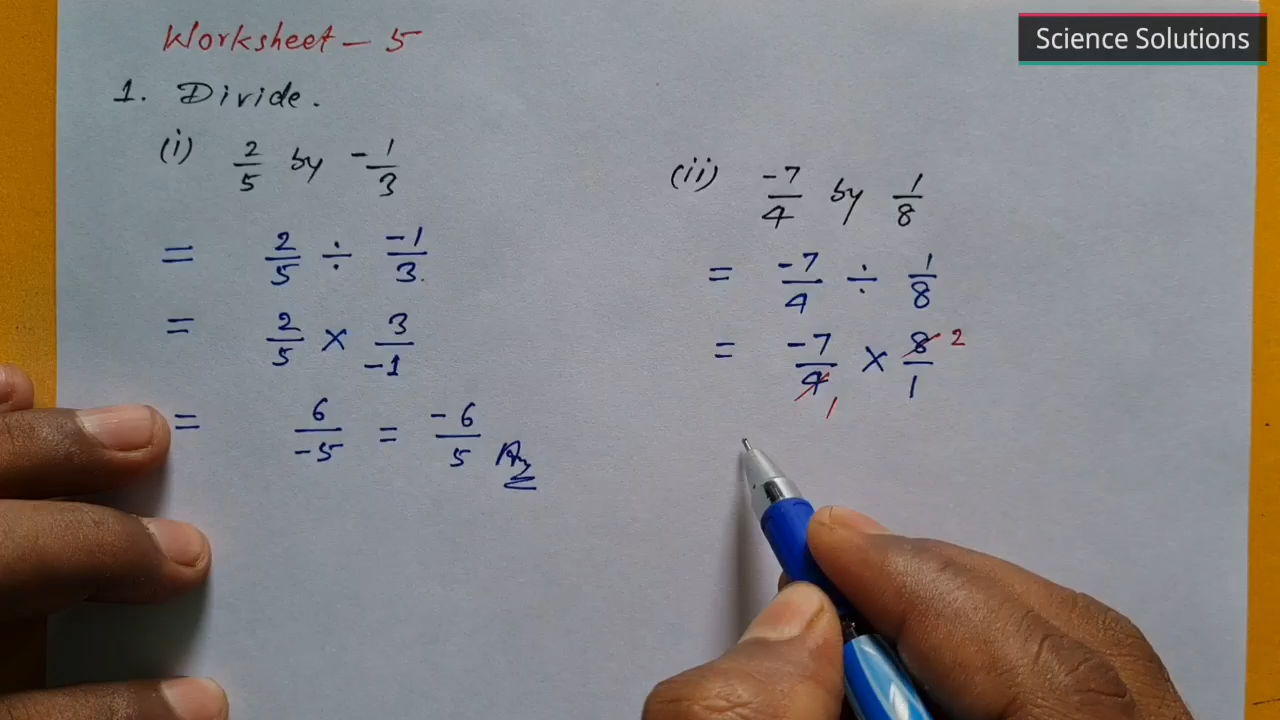 Science Solutions
Worksheet - 5
1. Divide.
(i) 2/5 by -1/3
= 2/5 ÷ -1/3
= 2/5 × 3/-1
= 6/-5 = -6/5 Ans
(ii) -7/4 by 1/8
= -7/4 ÷ 1/8
= -7/4 × 8/1 2
1